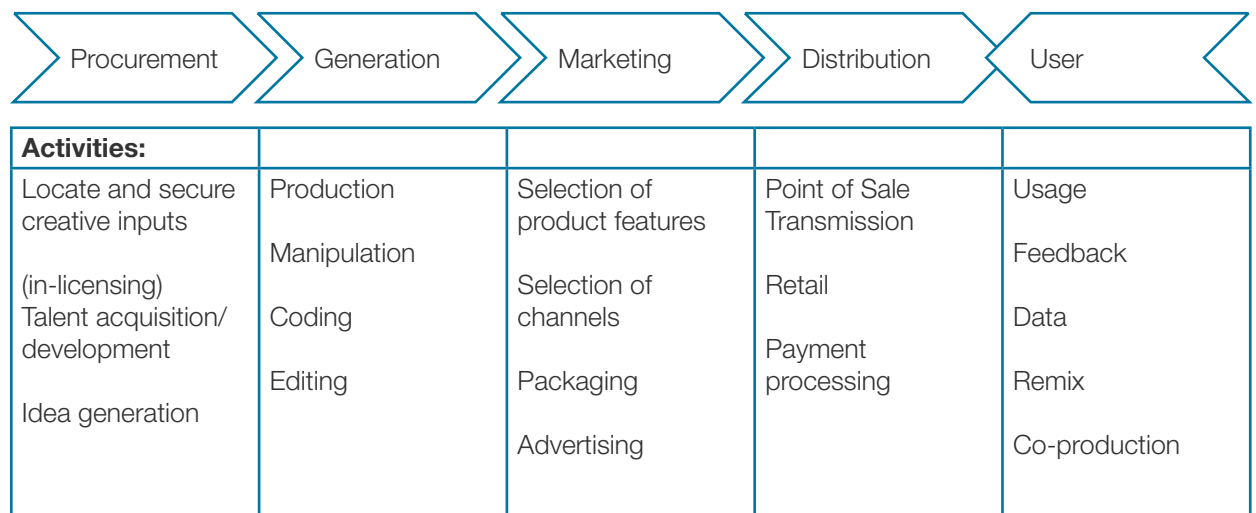 Procurement
Generation
Marketing
Distribution
User
Activities:
Locate and secure
creative inputs
(in-licensing)
Talent acquisition/
development
Idea generation
Production
Manipulation
Coding
Editing
Selection of
product features
Selection of
channels
Packaging
Advertising
Point of Sale
Transmission
Retail
Payment
processing
Usage
Feedback
Data
Remix
Co-production